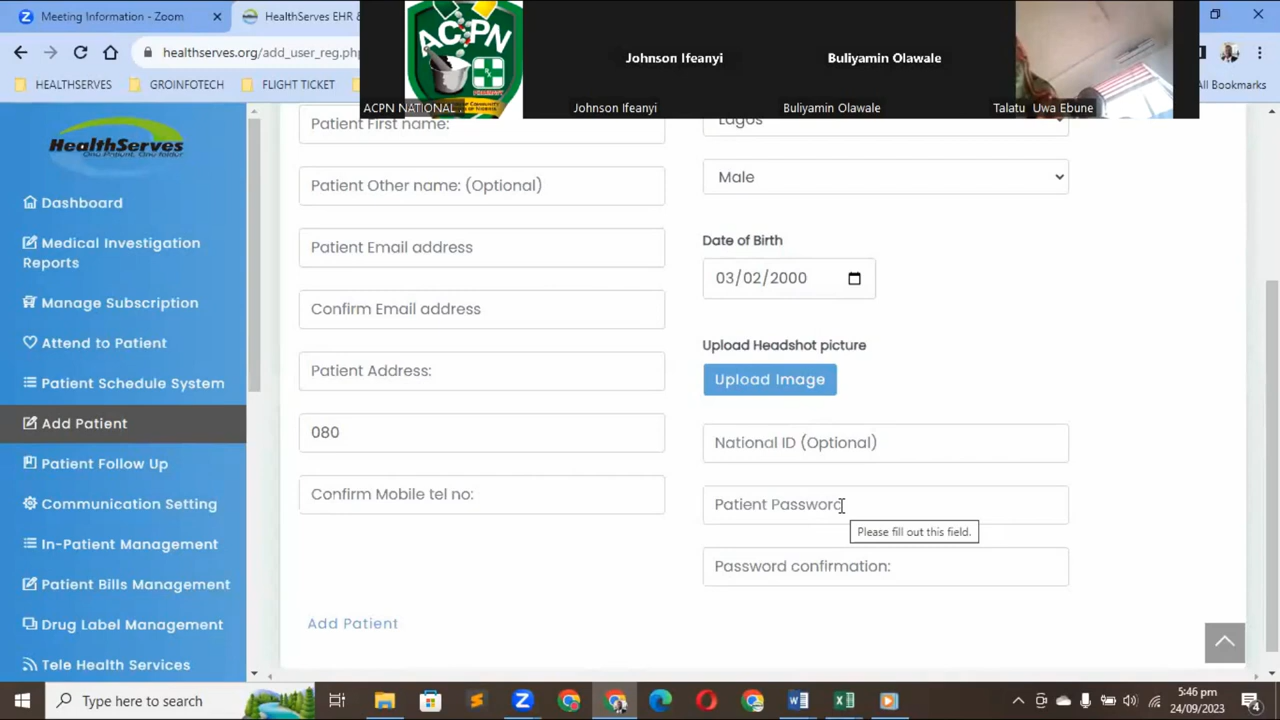 Meeting Information - Zoom
HealthServes EHR &
healthserves.org/add_user_reg.php
HEALTHSERVES
GROINFOTECH
FLIGHT TICKET
All Bookmarks
ACPN
ACPN NATIONAL
Johnson Ifeanyi
Johnson Ifeanyi
Buliyamin Olawale
Buliyamin Olawale
Talatu Uwa Ebune
HealthServes
One Patient, One folder
Dashboard
Medical Investigation
Reports
Manage Subscription
Attend to Patient
Patient Schedule System
Add Patient
Patient Follow Up
Communication Setting
In-Patient Management
Patient Bills Management
Drug Label Management
Tele Health Services
Patient First name:
Patient Other name: (Optional)
Patient Email address
Confirm Email address
Patient Address:
080
Confirm Mobile tel no:
Add Patient
Lagos
Male
Date of Birth
03/02/2000
Upload Headshot picture
Upload Image
National ID (Optional)
Patient Password
Please fill out this field.
Password confirmation:
Type here to search
5:46 pm
24/09/2023
4